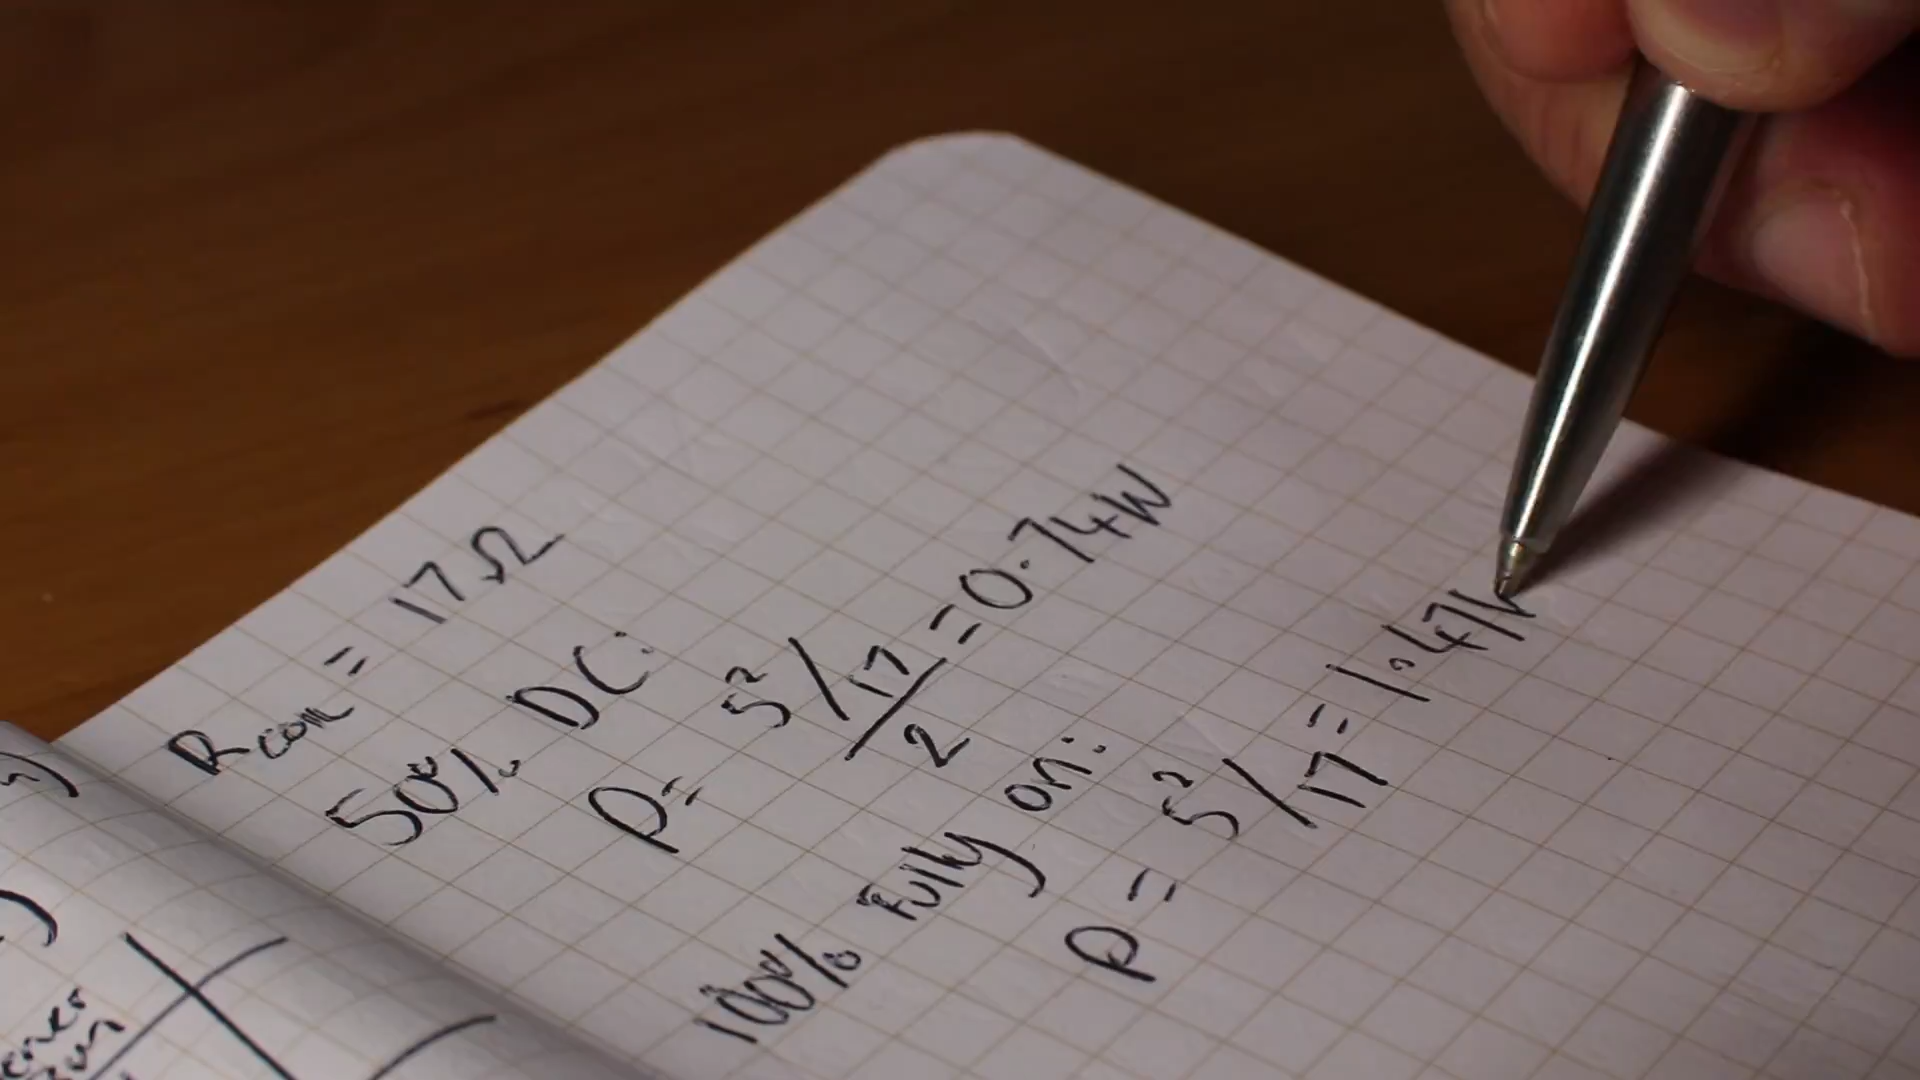 Rcoil = 17Ω
50% DC:
P = 5²/17/2 = 0.74W
100% Fully on:
P = 5²/17 = 1.47W